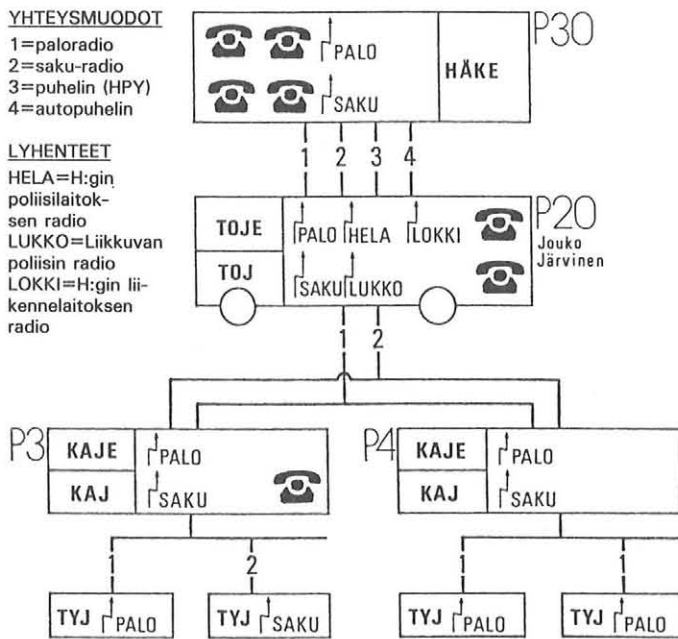 YHTEYSMUODOT
1=paloradio
2=saku-radio
3=puhelin (HPY)
4=autopuhelin
LYHENTEET
HELA=H:gin
poliisilaitok-
sen radio
LUKKO=Liikkuvan
poliisin radio
LOKKI=H:gin lii-
kennelaitoksen
radio
P30
PALO
SAKU
HÄKE
1 2 3 4
P20
Jouko
Järvinen
TOJE
TOJ
PALO HELA LOKKI
SAKU LUKKO
1 2
P3
KAJE
KAJ
PALO
SAKU
P4
KAJE
KAJ
PALO
SAKU
1 2 1 1
TYJ PALO
TYJ SAKU
TYJ PALO
TYJ PALO